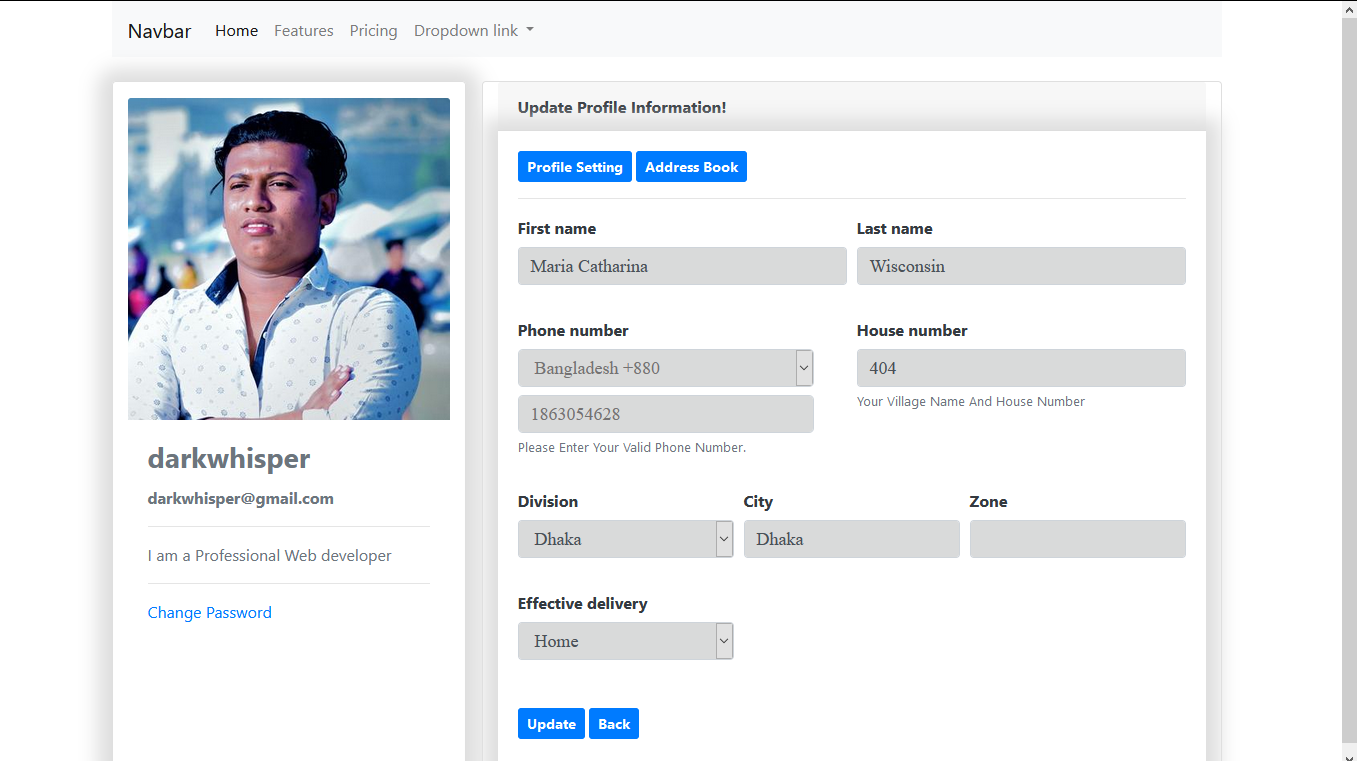 Navbar Home Features Pricing Dropdown link
Update Profile Information!
Profile Setting Address Book
First name Last name
Maria Catharina Wisconsin
Phone number House number
Bangladesh +880 404
Your Village Name And House Number
1863054628
Please Enter Your Valid Phone Number.
darkwhisper
darkwhisper@gmail.com
I am a Professional Web developer
Change Password
Division City Zone
Dhaka Dhaka
Effective delivery
Home
Update Back